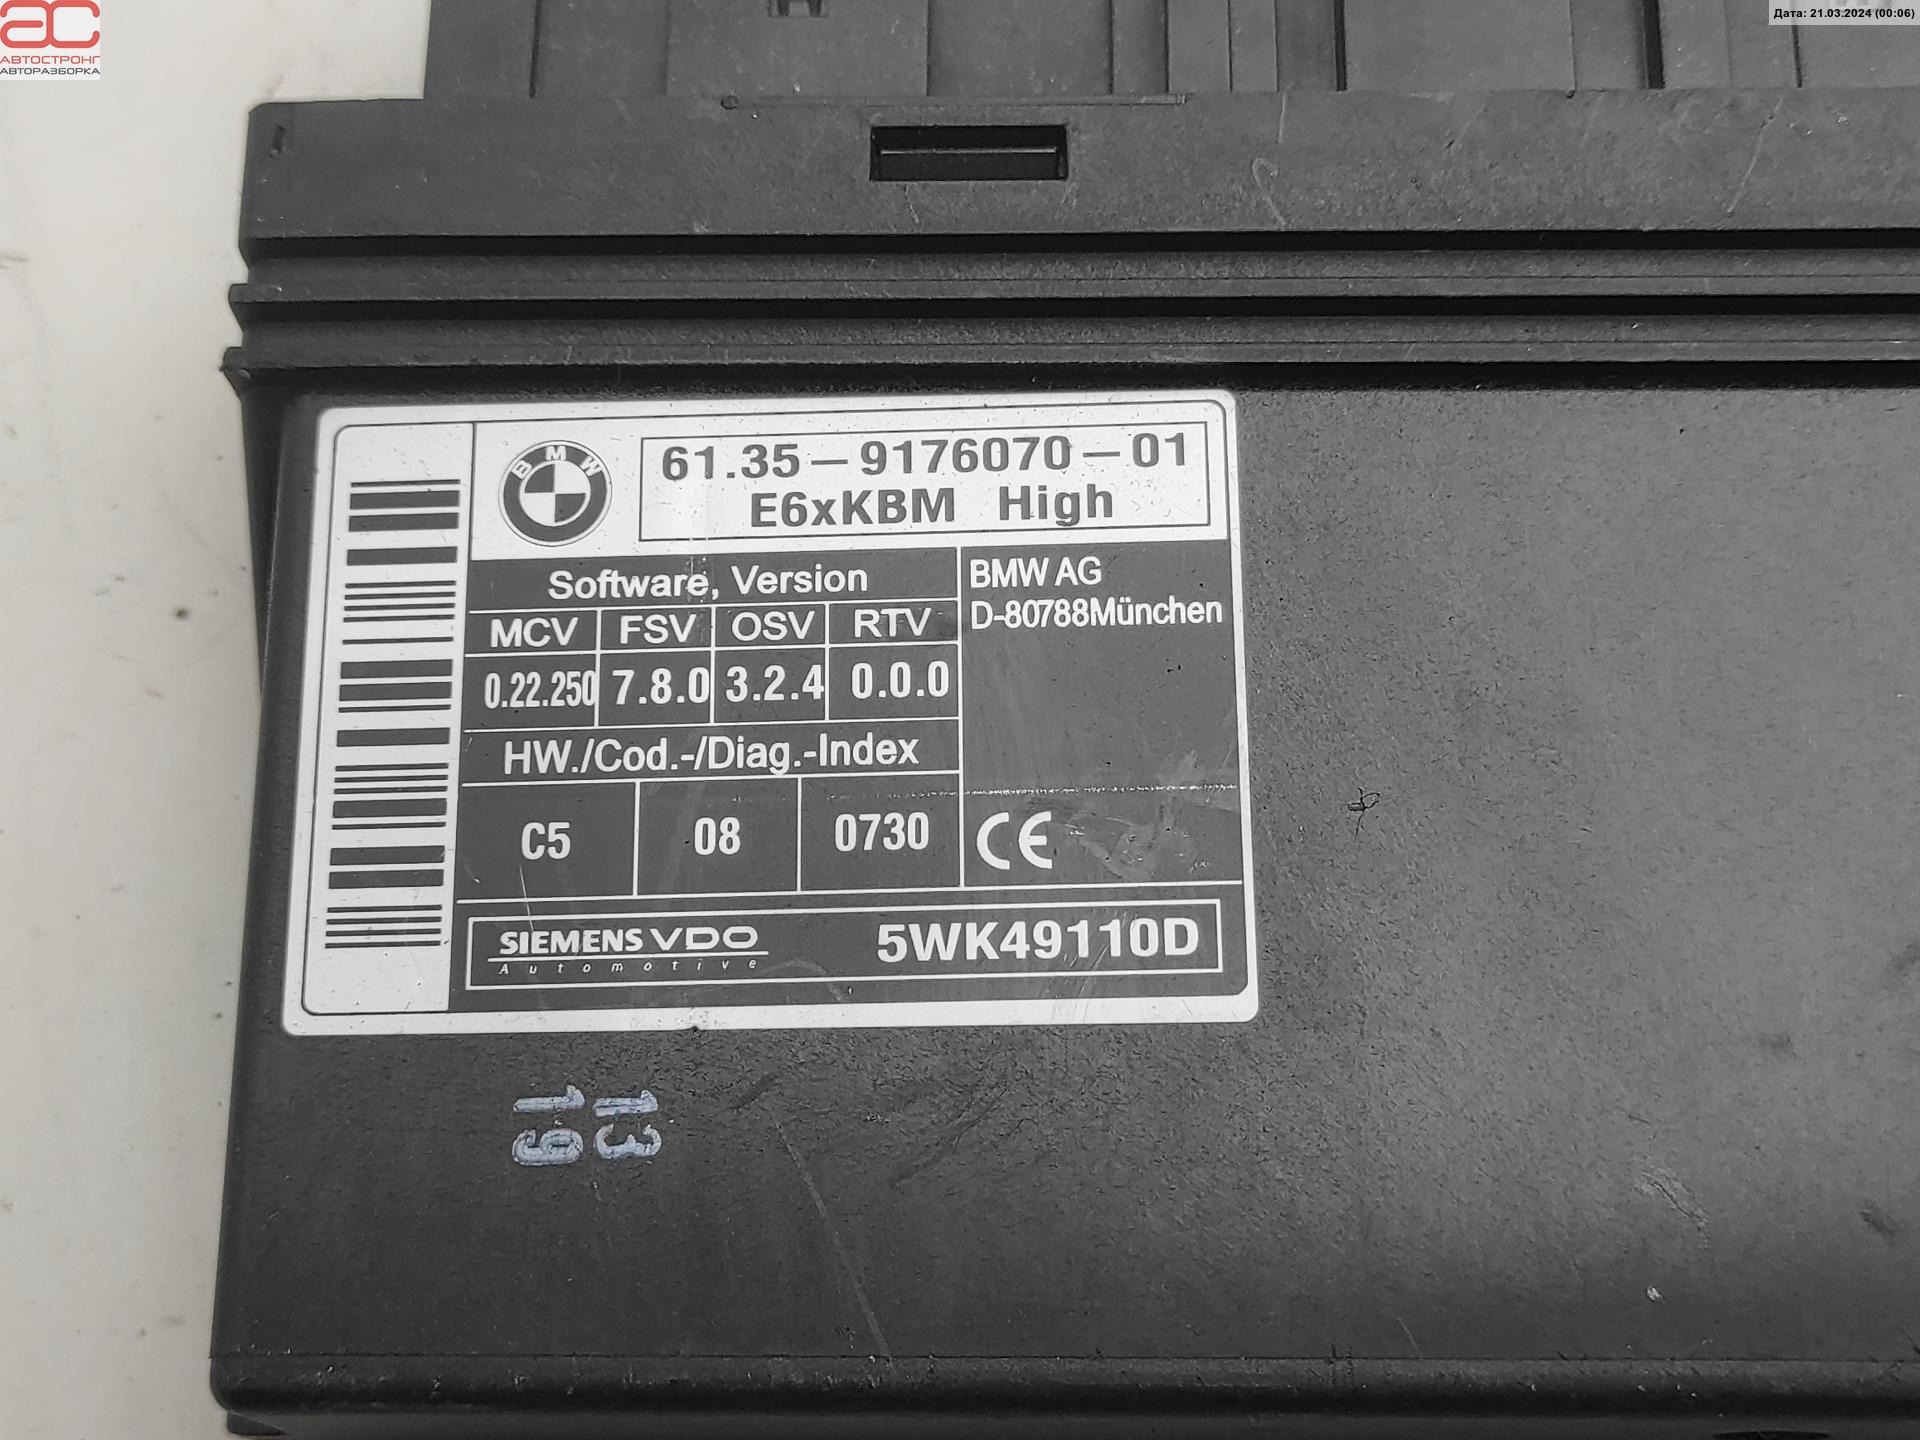 АВТОСТРОНГ
АВТОРАЗБОРКА
Дата: 21.03.2024 (00:06)
BMW
61.35-9176070-01
E6xKBM High
Software, Version
MCV FSV OSV RTV
0.22.250 7.8.0 3.2.4 0.0.0
HW./Cod.-/Diag.-Index
C5 08 0730
BMW AG
D-80788München
CE
SIEMENS VDO
Automotive
5WK49110D
13
19